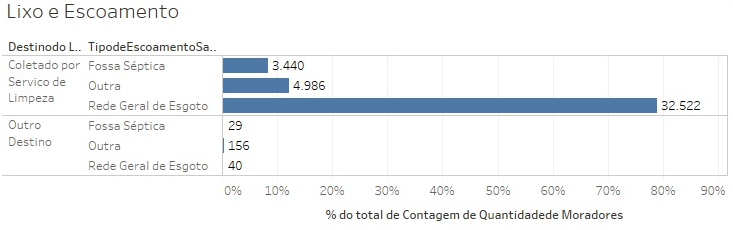 Lixo e Escoamento
Destinodo L.. TipodeEscoamentoSa..
Coletado por Fossa Séptica 3.440
Servico de Outra 4.986
Limpeza Rede Geral de Esgoto 32.522
Outro Fossa Séptica 29
Destino Outra 156
Rede Geral de Esgoto 40
0% 10% 20% 30% 40% 50% 60% 70% 80% 90%
% do total de Contagem de Quantidadede Moradores